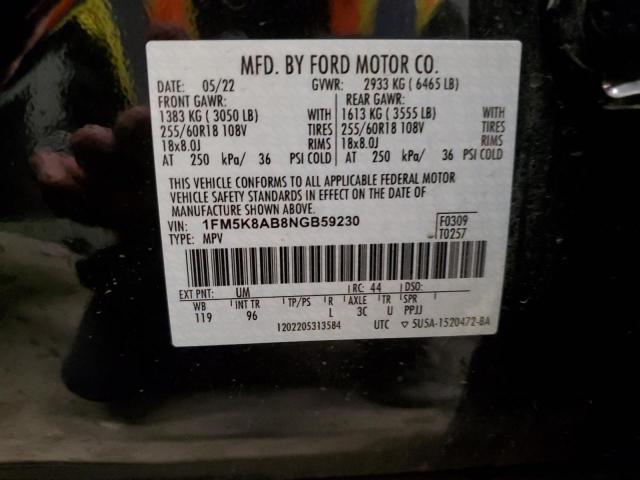 MFD. BY FORD MOTOR CO.
DATE: 05/22 GVWR: 2933 KG ( 6465 LB)
FRONT GAWR: REAR GAWR:
1383 KG ( 3050 LB) WITH 1613 KG ( 3555 LB) WITH
255/60R18 108V TIRES 255/60R18 108V TIRES
18x8.0J RIMS 18x8.0J RIMS
AT 250 kPa/ 36 PSI COLD AT 250 kPa/ 36 PSI COLD
THIS VEHICLE CONFORMS TO ALL APPLICABLE FEDERAL MOTOR
VEHICLE SAFETY STANDARDS IN EFFECT ON THE DATE OF
MANUFACTURE SHOWN ABOVE.
VIN: 1FM5K8AB8NGB59230 F0309
TYPE: MPV T0257
EXT PNT: UM RC: 44 DSO:
WB INT TR TP/PS R AXLE TR SPR
119 96 L 3C U PPJJ
1202205313584 UTC ▽ 5U5A-1520472-BA